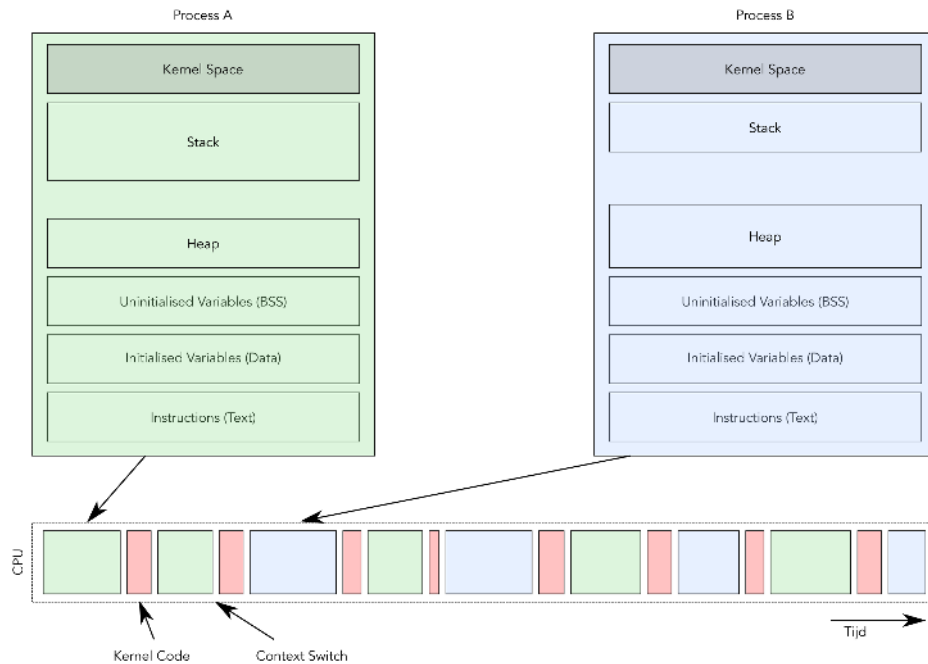 Process A
Process B
Kernel Space
Kernel Space
Stack
Stack
Heap
Heap
Uninitialised Variables (BSS)
Uninitialised Variables (BSS)
Initialised Variables (Data)
Initialised Variables (Data)
Instructions (Text)
Instructions (Text)
CPU
Tijd
Kernel Code
Context Switch